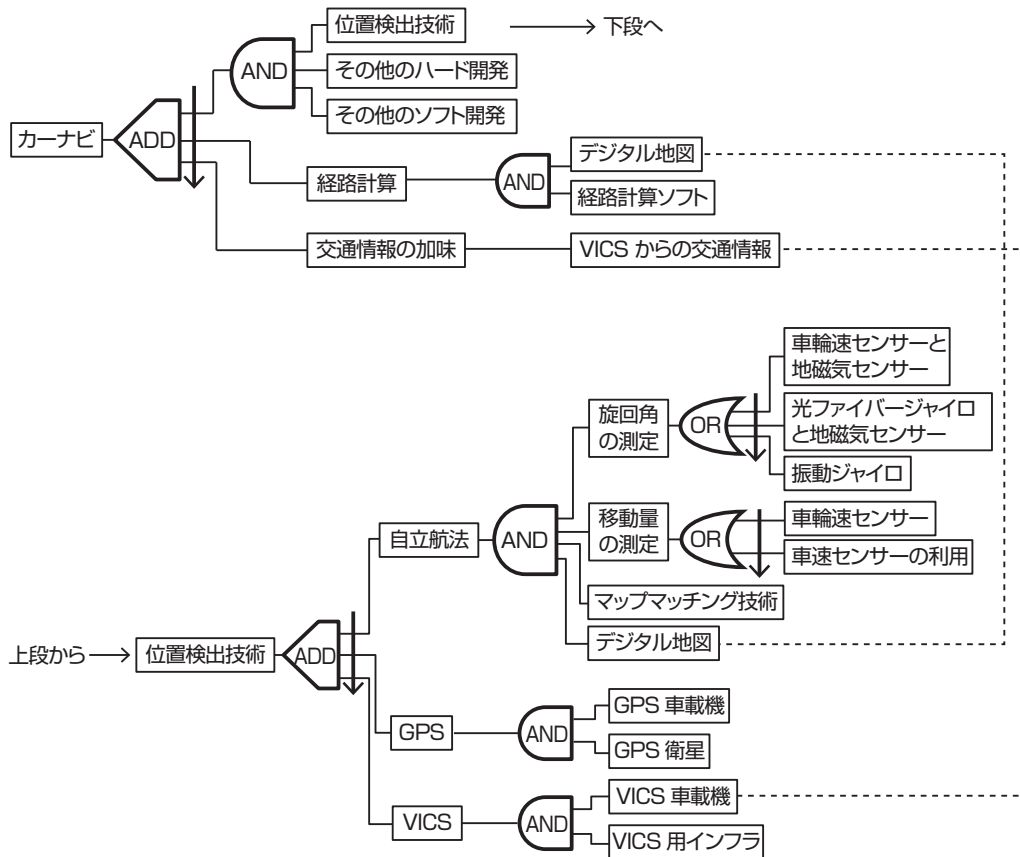 位置検出技術
下段へ
AND
その他のハード開発
その他のソフト開発
カーナビ
ADD
経路計算
AND
デジタル地図
経路計算ソフト
交通情報の加味
VICS からの交通情報
車輪速センサーと
地磁気センサー
旋回角
の測定
OR
光ファイバージャイロ
と地磁気センサー
振動ジャイロ
自立航法
AND
移動量
の測定
OR
車輪速センサー
車速センサーの利用
マップマッチング技術
デジタル地図
上段から
位置検出技術
ADD
GPS
AND
GPS 車載機
GPS 衛星
VICS
AND
VICS 車載機
VICS 用インフラ